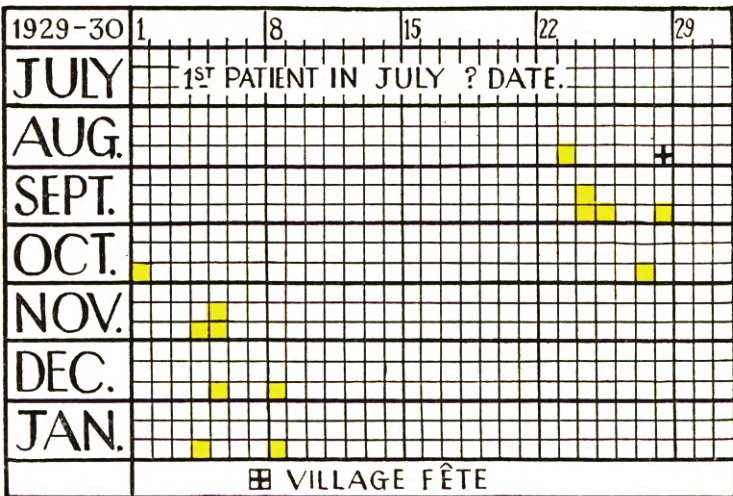 1929-30 1 8 15 22 29
JULY 1ST PATIENT IN JULY ? DATE.
AUG.
SEPT.
OCT.
NOV.
DEC.
JAN.
VILLAGE FÊTE